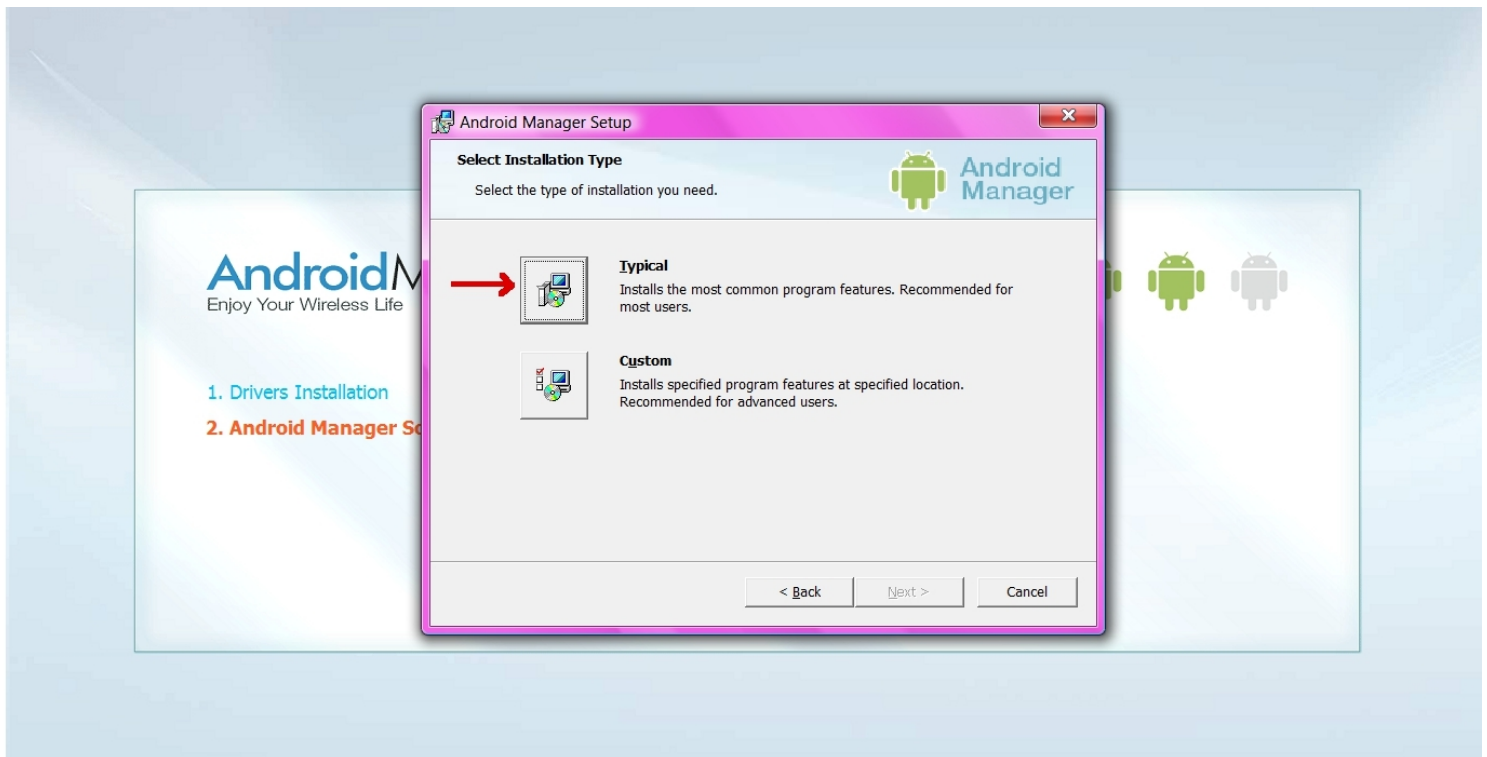 Android Manager Setup
Select Installation Type
Select the type of installation you need.
Android
Manager
AndroidM
Enjoy Your Wireless Life
Typical
Installs the most common program features. Recommended for
most users.
Custom
Installs specified program features at specified location.
Recommended for advanced users.
1. Drivers Installation
2. Android Manager
< Back
Next >
Cancel